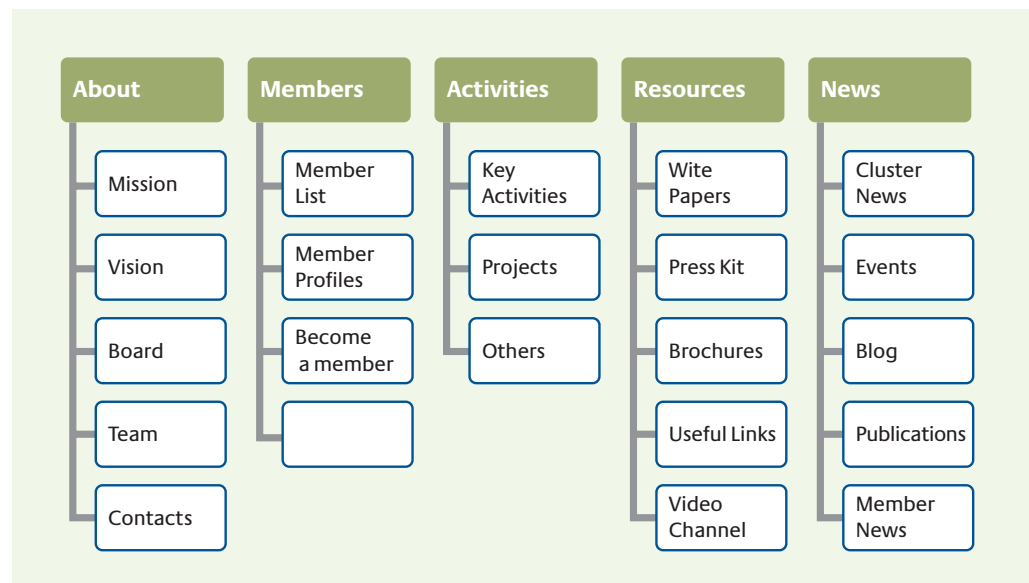 About
Mission
Vision
Board
Team
Contacts
Members
Member
List
Member
Profiles
Become
a member
Activities
Key
Activities
Projects
Others
Resources
Wite
Papers
Press Kit
Brochures
Useful Links
Video
Channel
News
Cluster
News
Events
Blog
Publications
Member
News